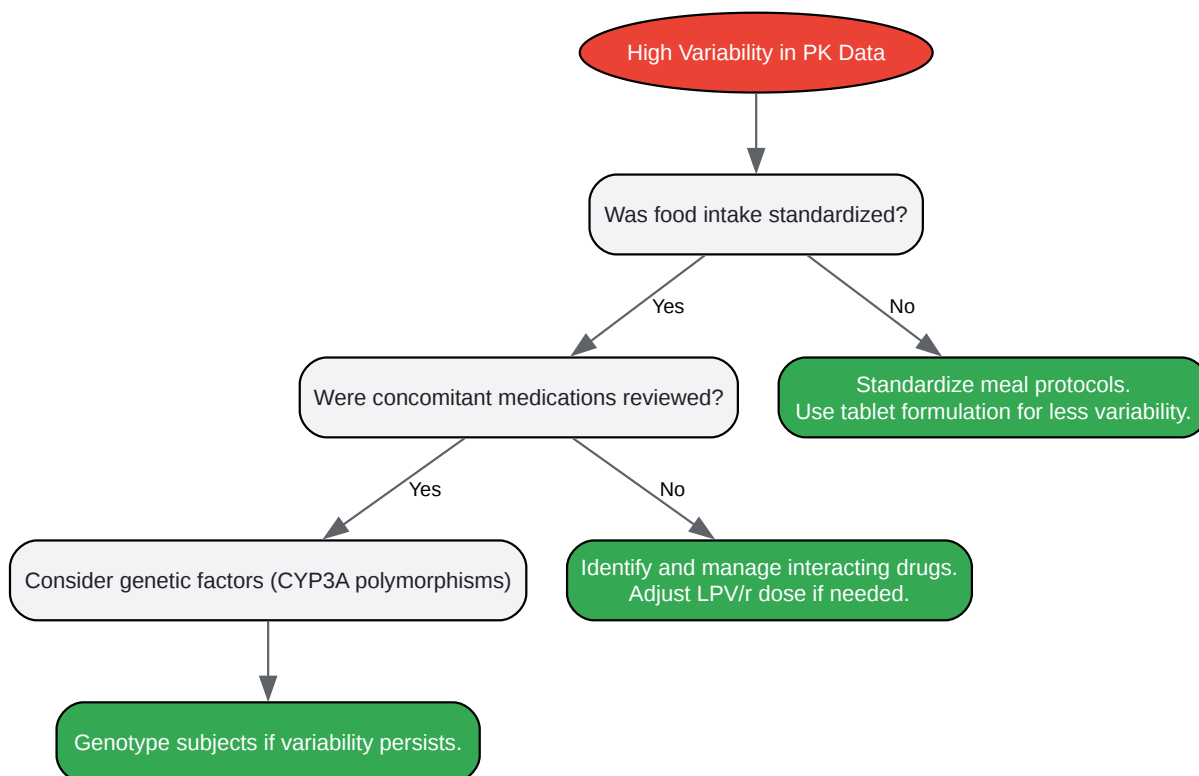 High Variability in PK Data
Was food intake standardized?
Yes
No
Were concomitant medications reviewed?
Standardize meal protocols.
Use tablet formulation for less variability.
Yes
No
Consider genetic factors (CYP3A polymorphisms)
Identify and manage interacting drugs.
Adjust LPV/r dose if needed.
Genotype subjects if variability persists.